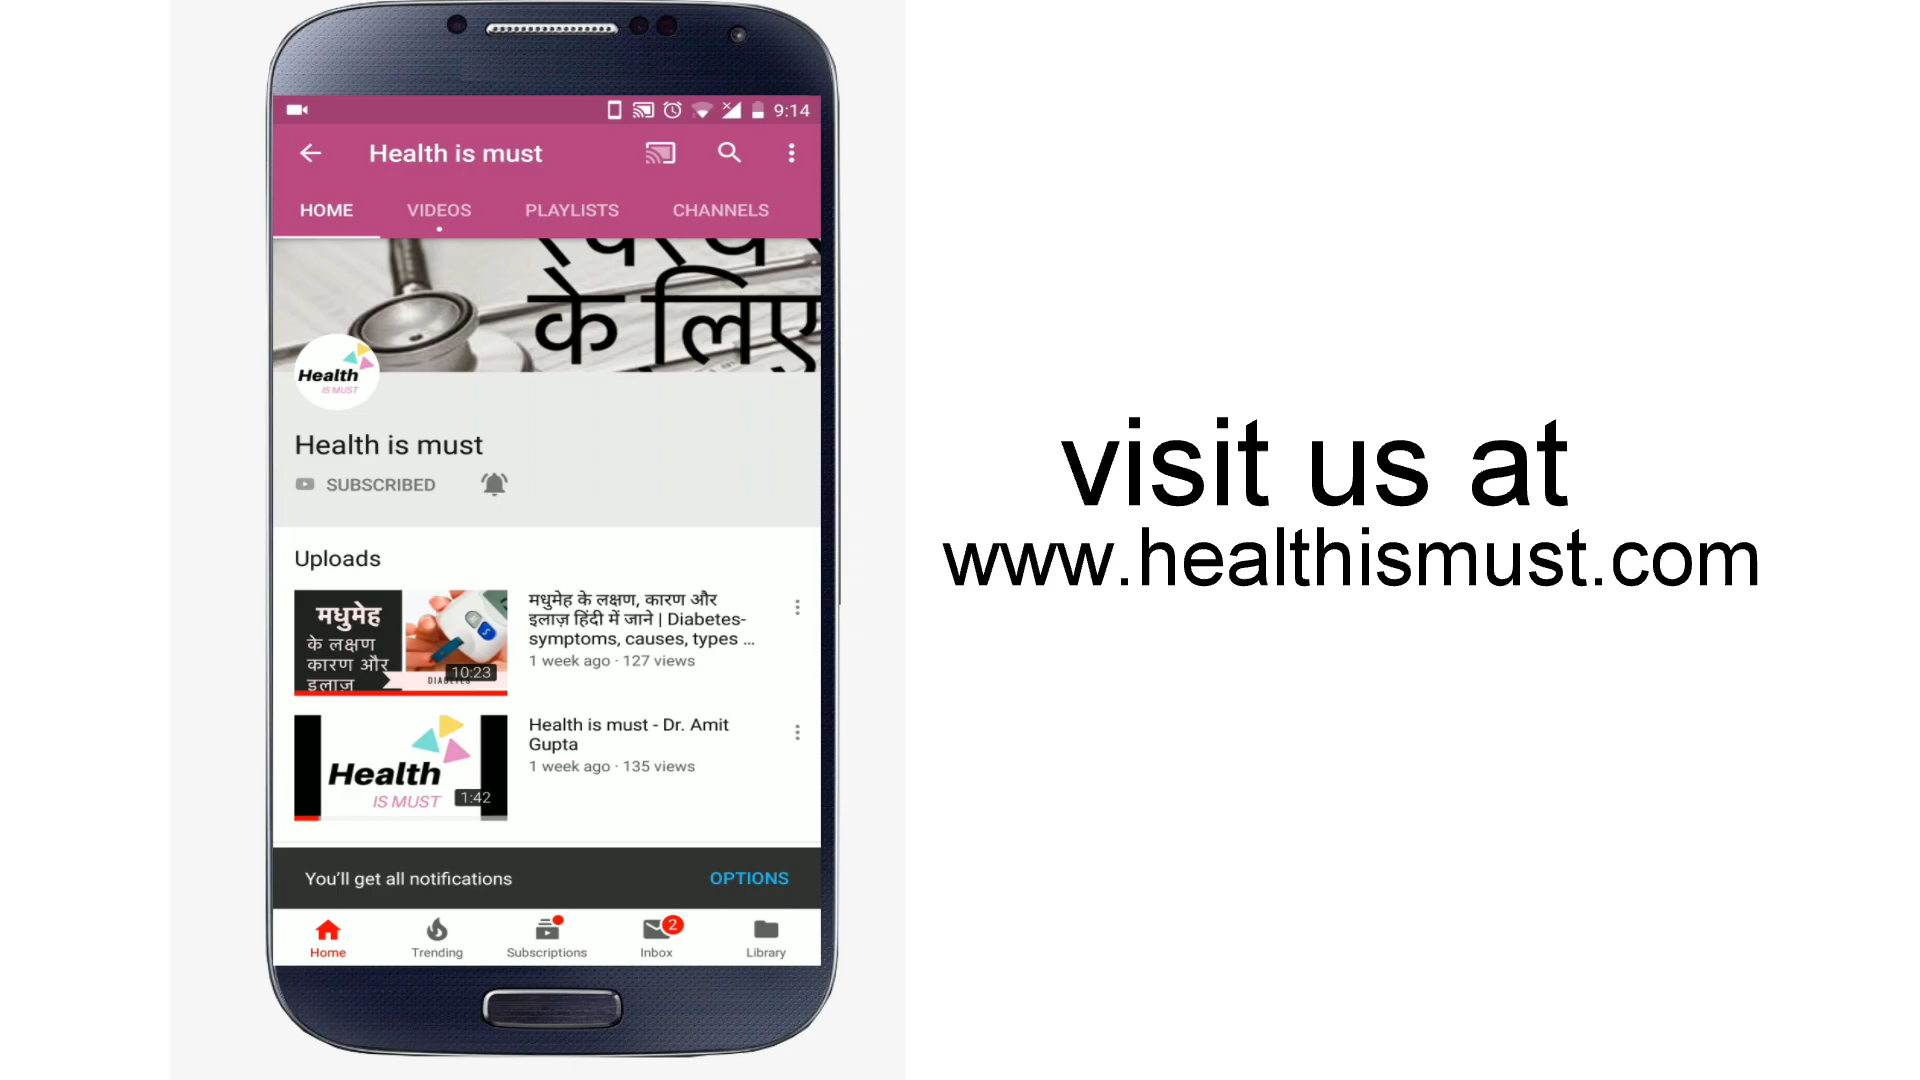 9:14
Health is must
HOME VIDEOS PLAYLISTS CHANNELS
के लिए
Health
IS MUST
Health is must
SUBSCRIBED
Uploads
मधुमेह
के लक्षण
कारण और
इलाज़
10:23
मधुमेह के लक्षण, कारण और
इलाज़ हिंदी में जाने | Diabetes-
symptoms, causes, types ...
1 week ago · 127 views
Health
IS MUST
1:42
Health is must - Dr. Amit
Gupta
1 week ago · 135 views
You'll get all notifications OPTIONS
2
Home Trending Subscriptions Inbox Library
visit us at
www.healthismust.com